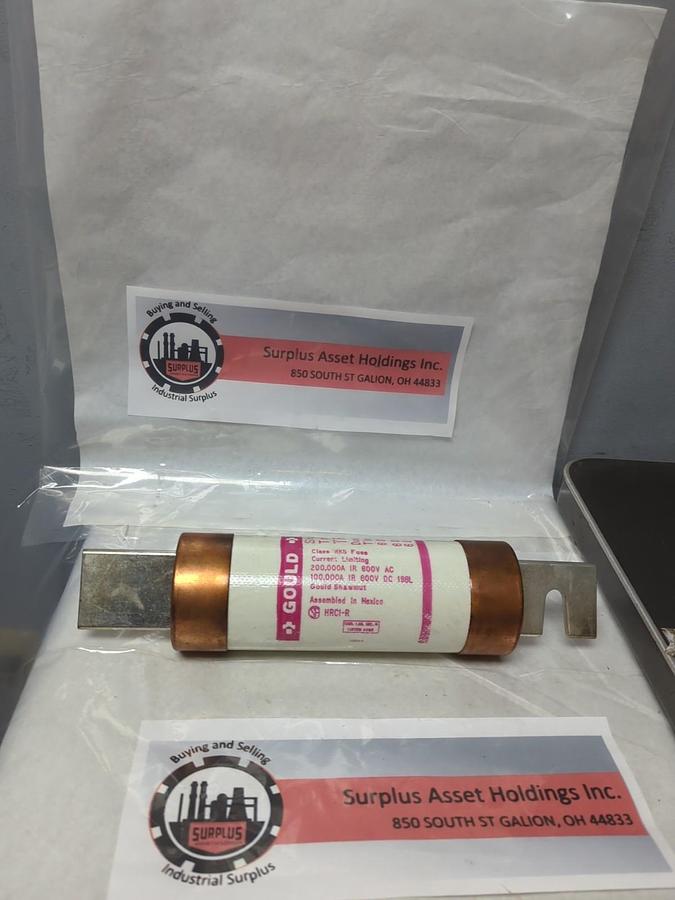 Buying and Selling
SURPLUS
Industrial Surplus
Surplus Asset Holdings Inc.
850 SOUTH ST GALION, OH 44833
GOULD
Class RK5 Fuse
Current Limiting
200,000A IR 600V AC
100,000A IR 600V DC
Gould Shawmut
Assembled in Mexico
HRC1-R
Buying and Selling
SURPLUS
Industrial Surplus
Surplus Asset Holdings Inc.
850 SOUTH ST GALION, OH 44833